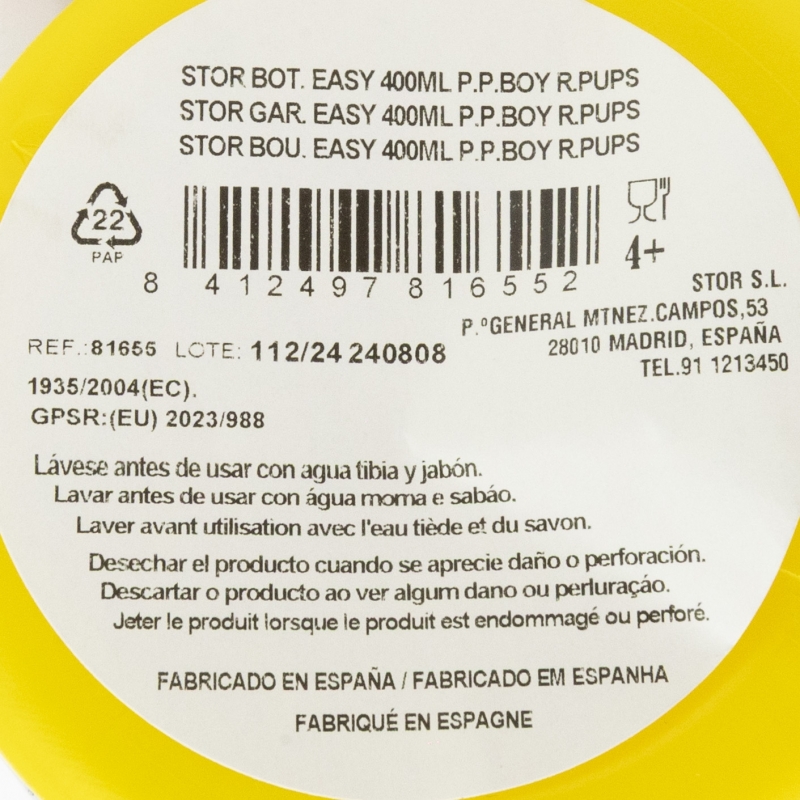 STOR BOT. EASY 400ML P.P.BOY R.PUPS
STOR GAR. EASY 400ML P.P.BOY R.PUPS
STOR BOU. EASY 400ML P.P.BOY R.PUPS
22
PAP
4+
8 412497 816552
STOR S.L.
P.ºGENERAL MTNEZ.CAMPOS,53
28010 MADRID, ESPAÑA
TEL.91 1213450
REF.:81655 LOTE: 112/24 240808
1935/2004(EC).
GPSR:(EU) 2023/988
Lávese antes de usar con agua tibia y jabón.
Lavar antes de usar con água morna e sabáo.
Laver avant utilisation avec l'eau tiède et du savon.
Desechar el producto cuando se aprecie daño o perforación.
Descartar o producto ao ver algum dano ou perluraçáo.
Jeter le produit lorsque le produit est endommagé ou perforé.
FABRICADO EN ESPAÑA / FABRICADO EM ESPANHA
FABRIQUÉ EN ESPAGNE